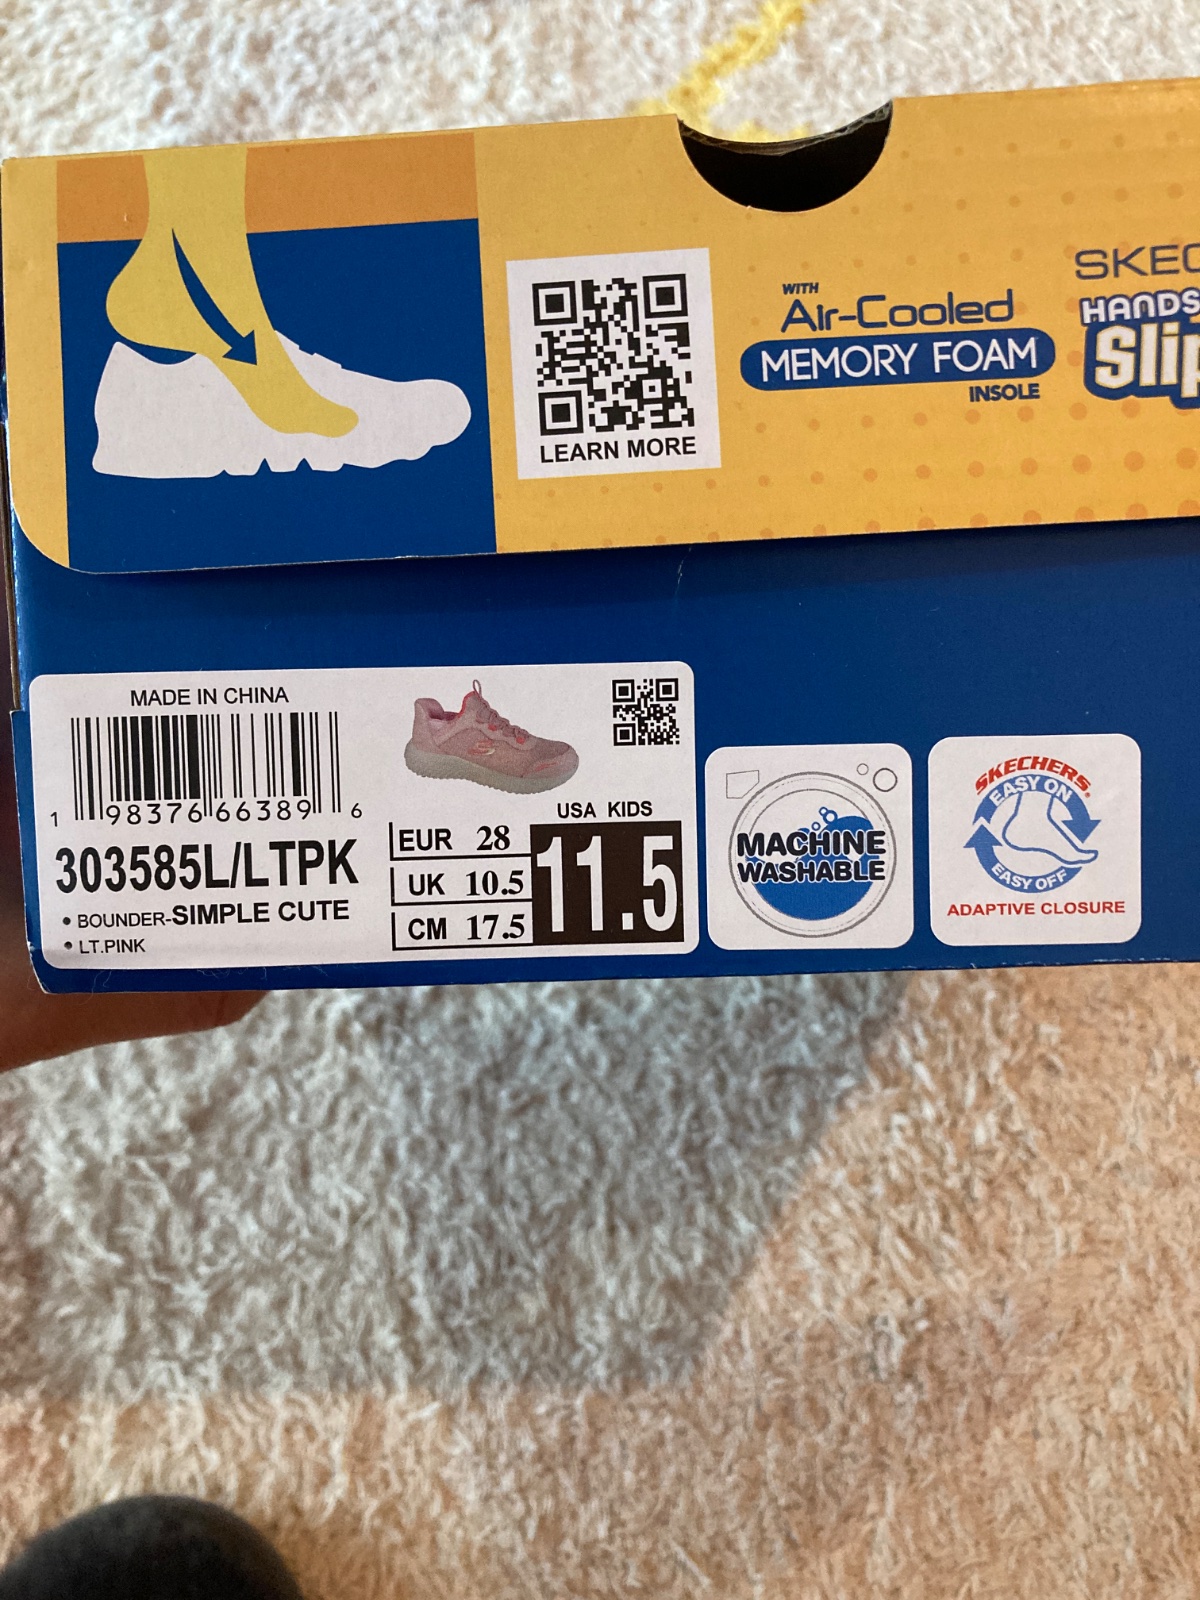 WITH
Air-Cooled
MEMORY FOAM
INSOLE
LEARN MORE
MADE IN CHINA
1 98376 66389 6
303585L/LTPK
• BOUNDER-SIMPLE CUTE
• LT.PINK
USA KIDS
EUR 28
UK 10.5
CM 17.5
11.5
MACHINE
WASHABLE
SKECHERS.
EASY ON
EASY OFF
ADAPTIVE CLOSURE